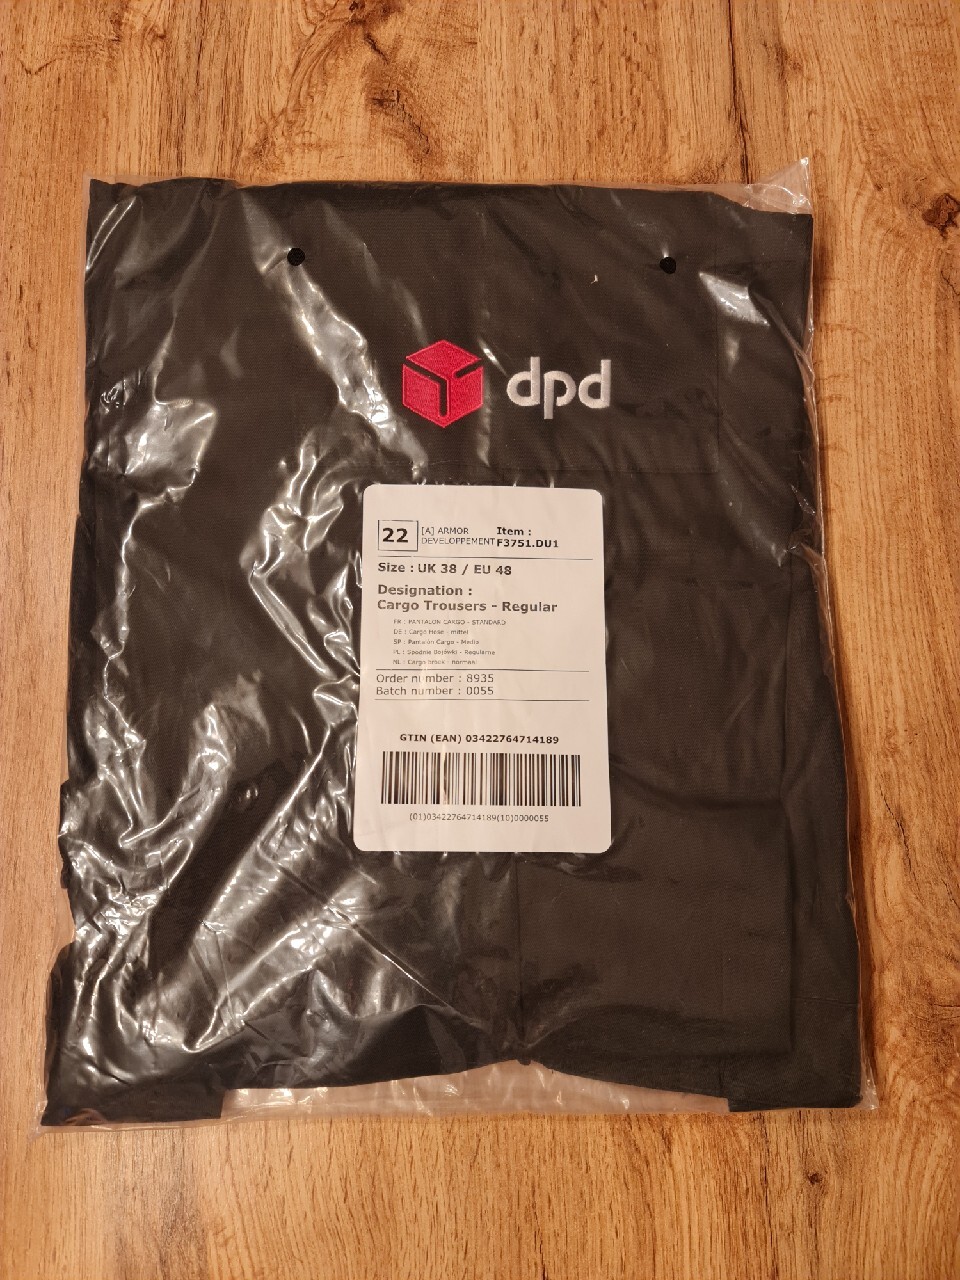 dpd
22 [A] ARMOR DEVELOPPEMENT Item : F3751.DU1
Size : UK 38 / EU 48
Designation :
Cargo Trousers - Regular
FR : PANTALON CARGO - STANDARD
DE : Cargo Hose - mittel
SP : Pantalón Cargo - Media
PL : Spodnie Bojówki - Regularne
NL : Cargo broek - normaal
Order number : 8935
Batch number : 0055
GTIN (EAN) 03422764714189
(01)03422764714189(10)0000055